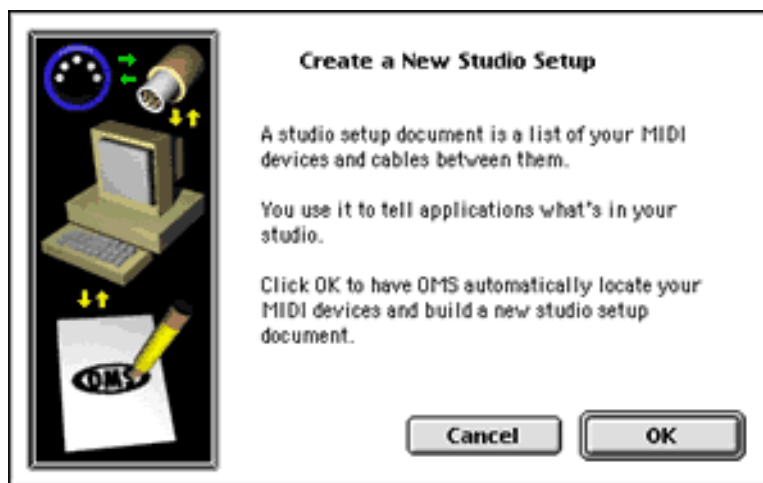 Create a New Studio Setup
A studio setup document is a list of your MIDI
devices and cables between them.
You use it to tell applications what's in your
studio.
Click OK to have OMS automatically locate your
MIDI devices and build a new studio setup
document.
OMS
Cancel
OK